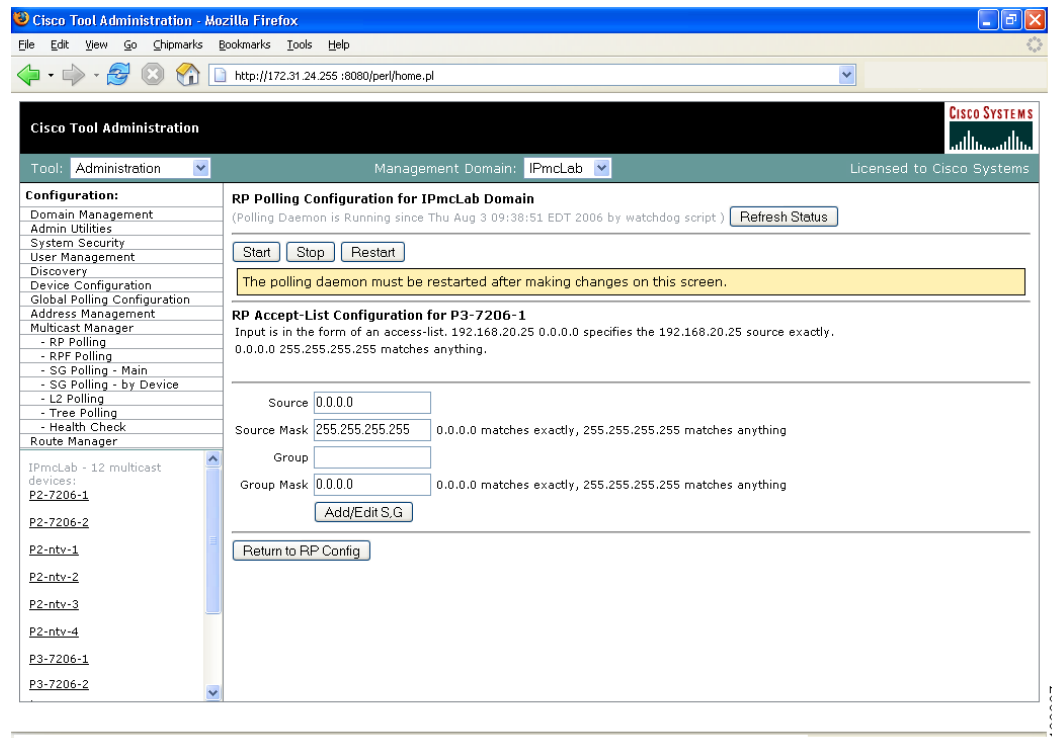 Cisco Tool Administration - Mozilla Firefox
File Edit View Go Chipmarks Bookmarks Tools Help
http://172.31.24.255 :8080/perl/home.pl
Cisco Tool Administration
CISCO SYSTEMS
Tool: Administration Management Domain: IPmcLab Licensed to Cisco Systems
Configuration:
Domain Management
Admin Utilities
System Security
User Management
Discovery
Device Configuration
Global Polling Configuration
Address Management
Multicast Manager
- RP Polling
- RPF Polling
- SG Polling - Main
- SG Polling - by Device
- L2 Polling
- Tree Polling
- Health Check
Route Manager
IPmcLab - 12 multicast
devices:
P2-7206-1
P2-7206-2
P2-ntv-1
P2-ntv-2
P2-ntv-3
P2-ntv-4
P3-7206-1
P3-7206-2
RP Polling Configuration for IPmcLab Domain
(Polling Daemon is Running since Thu Aug 3 09:38:51 EDT 2006 by watchdog script ) Refresh Status
Start Stop Restart
The polling daemon must be restarted after making changes on this screen.
RP Accept-List Configuration for P3-7206-1
Input is in the form of an access-list. 192.168.20.25 0.0.0.0 specifies the 192.168.20.25 source exactly.
0.0.0.0 255.255.255.255 matches anything.
Source 0.0.0.0
Source Mask 255.255.255.255 0.0.0.0 matches exactly, 255.255.255.255 matches anything
Group
Group Mask 0.0.0.0 0.0.0.0 matches exactly, 255.255.255.255 matches anything
Add/Edit S,G
Return to RP Config